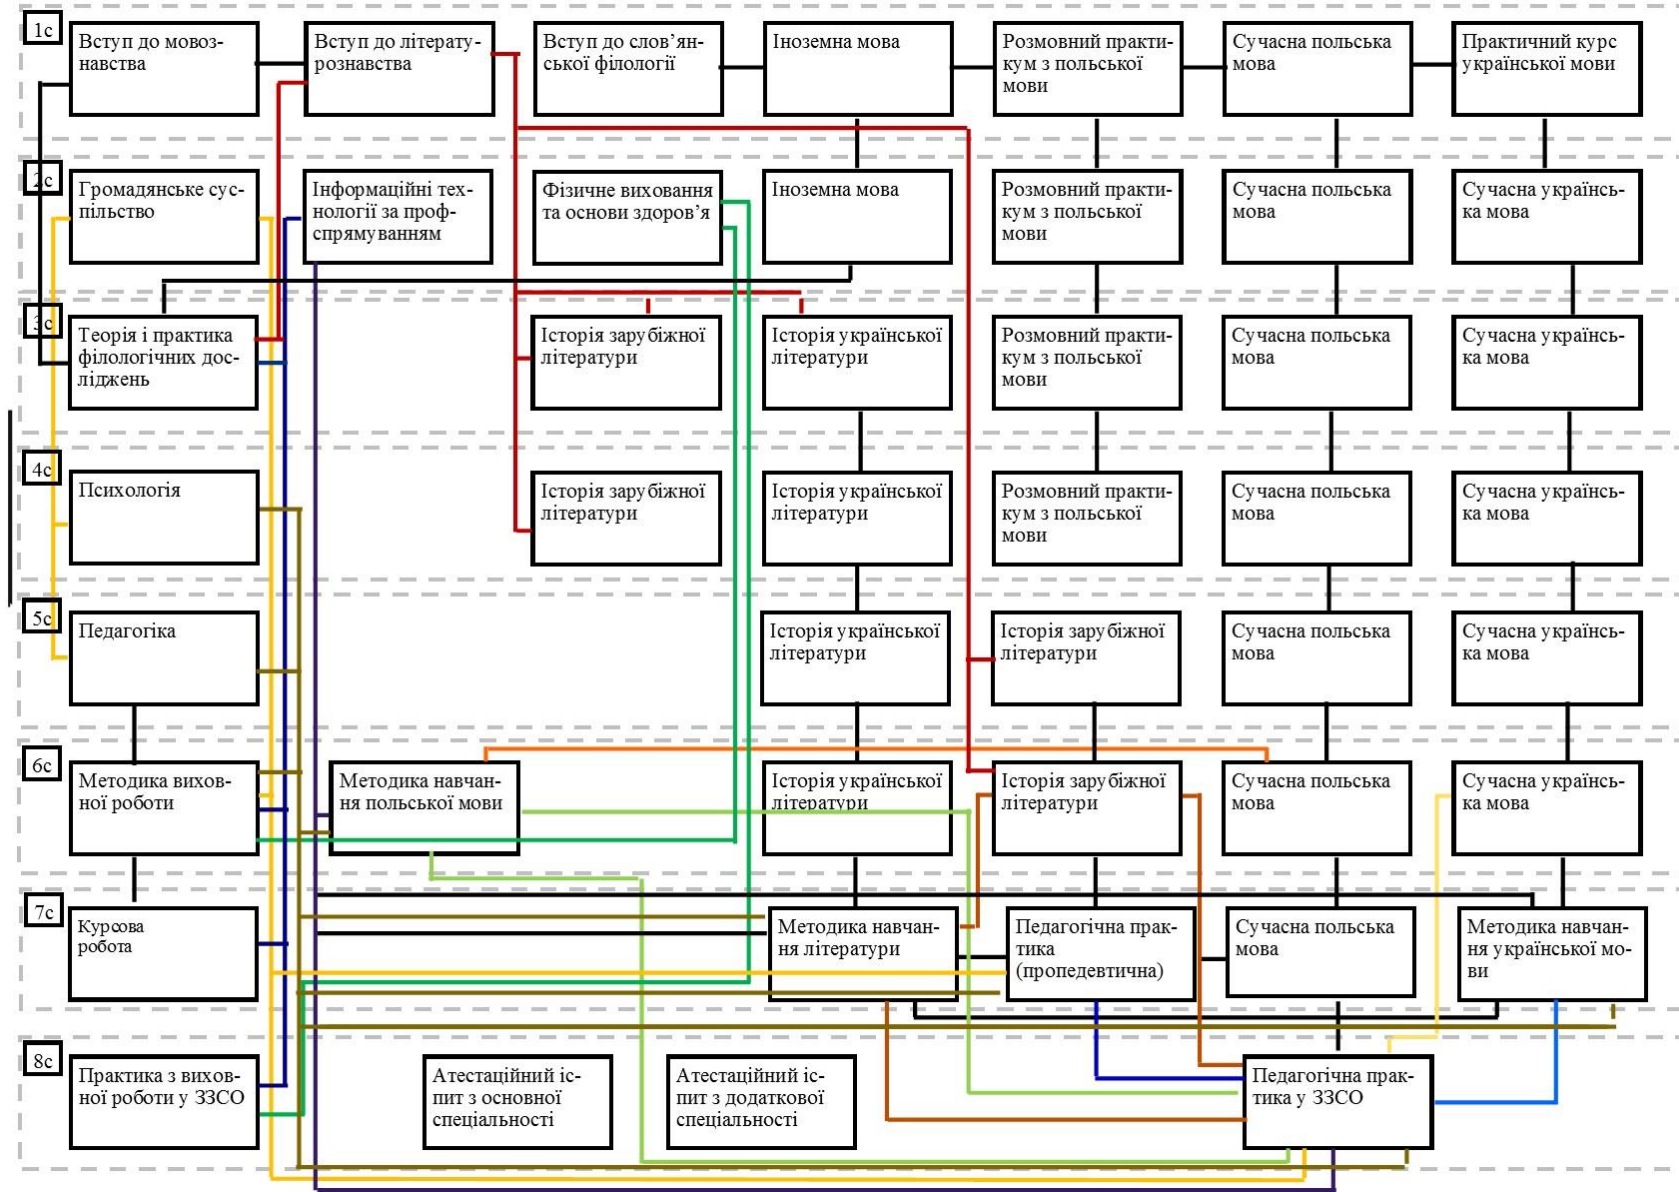 1с
Вступ до мовоз-
навства
Вступ до літерату-
рознавства
Вступ до слов’ян-
ської філології
Іноземна мова
Розмовний практи-
кум з польської
мови
Сучасна польська
мова
Практичний курс
української мови
2с
Громадянське сус-
пільство
Інформаційні тех-
нології за проф-
спрямуванням
Фізичне виховання
та основи здоров’я
Іноземна мова
Розмовний практи-
кум з польської
мови
Сучасна польська
мова
Сучасна українсь-
ка мова
3с
Теорія і практика
філологічних дос-
ліджень
Історія зарубіжної
літератури
Історія української
літератури
Розмовний практи-
кум з польської
мови
Сучасна польська
мова
Сучасна українсь-
ка мова
4с
Психологія
Історія зарубіжної
літератури
Історія української
літератури
Розмовний практи-
кум з польської
мови
Сучасна польська
мова
Сучасна українсь-
ка мова
5с
Педагогіка
Історія української
літератури
Історія зарубіжної
літератури
Сучасна польська
мова
Сучасна українсь-
ка мова
6с
Методика вихов-
ної роботи
Методика навчан-
ня польської мови
Історія української
літератури
Історія зарубіжної
літератури
Сучасна польська
мова
Сучасна українсь-
ка мова
7с
Курсова
робота
Методика навчан-
ня літератури
Педагогічна прак-
тика
(пропедевтична)
Сучасна польська
мова
Методика навчан-
ня української мо-
ви
8с
Практика з вихов-
ної роботи у ЗЗСО
Атестаційний іс-
пит з основної
спеціальності
Атестаційний іс-
пит з додаткової
спеціальності
Педагогічна прак-
тика у ЗЗСО